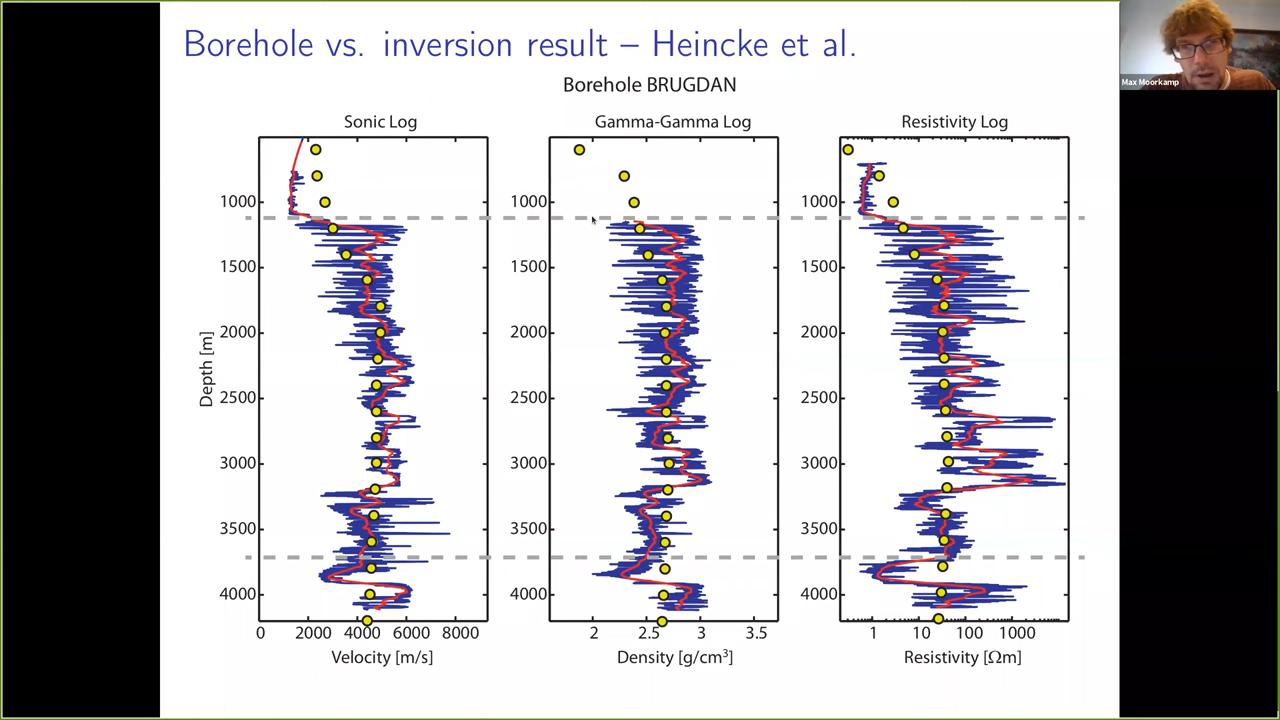 Borehole vs. inversion result – Heincke et al.
Max Moorkamp
Borehole BRUGDAN
Sonic Log
Gamma-Gamma Log
Resistivity Log
Depth [m]
1000
1500
2000
2500
3000
3500
4000
1000
1500
2000
2500
3000
3500
4000
1000
1500
2000
2500
3000
3500
4000
0 2000 4000 6000 8000
2 2.5 3 3.5
1 10 100 1000
Velocity [m/s]
Density [g/cm³]
Resistivity [Ωm]